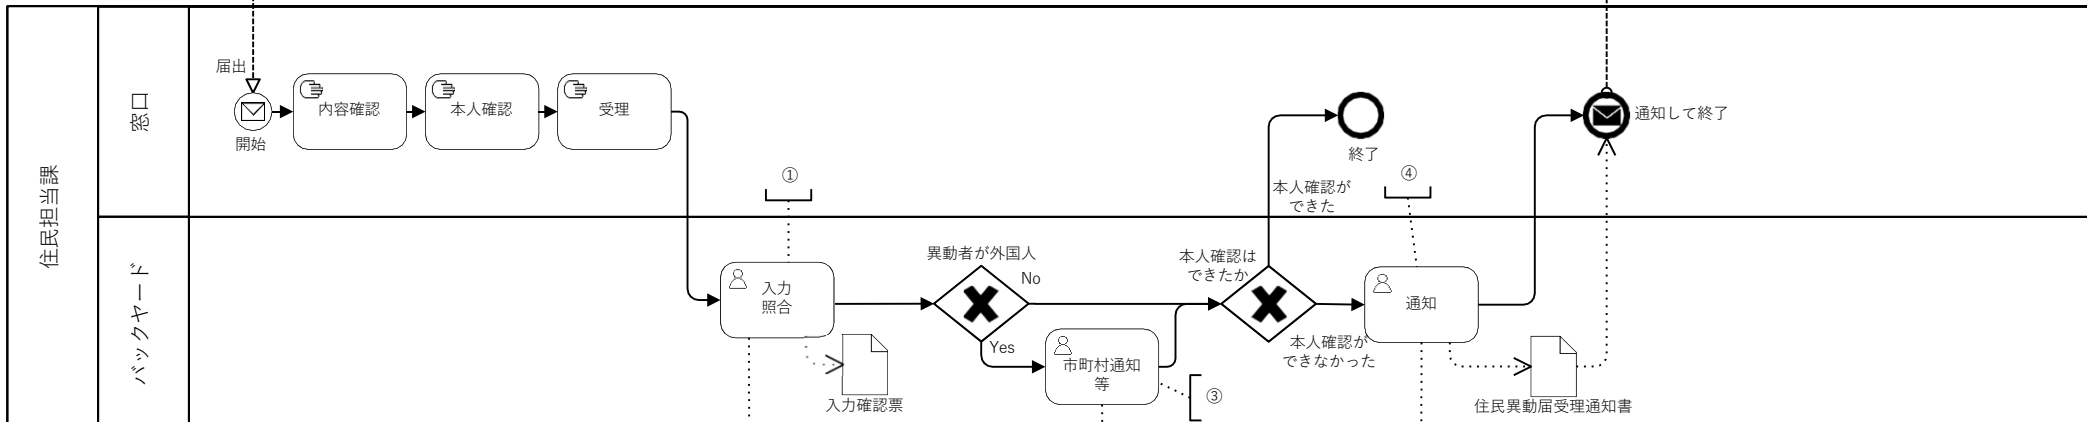 住民担当課
窓口
届出
開始
内容確認
本人確認
受理
終了
通知して終了
①
④
本人確認が
できた
バックヤード
入力
照合
異動者が外国人
No
Yes
本人確認は
できたか
通知
本人確認が
できなかった
市町村通知
等
③
入力確認票
住民異動届受理通知書